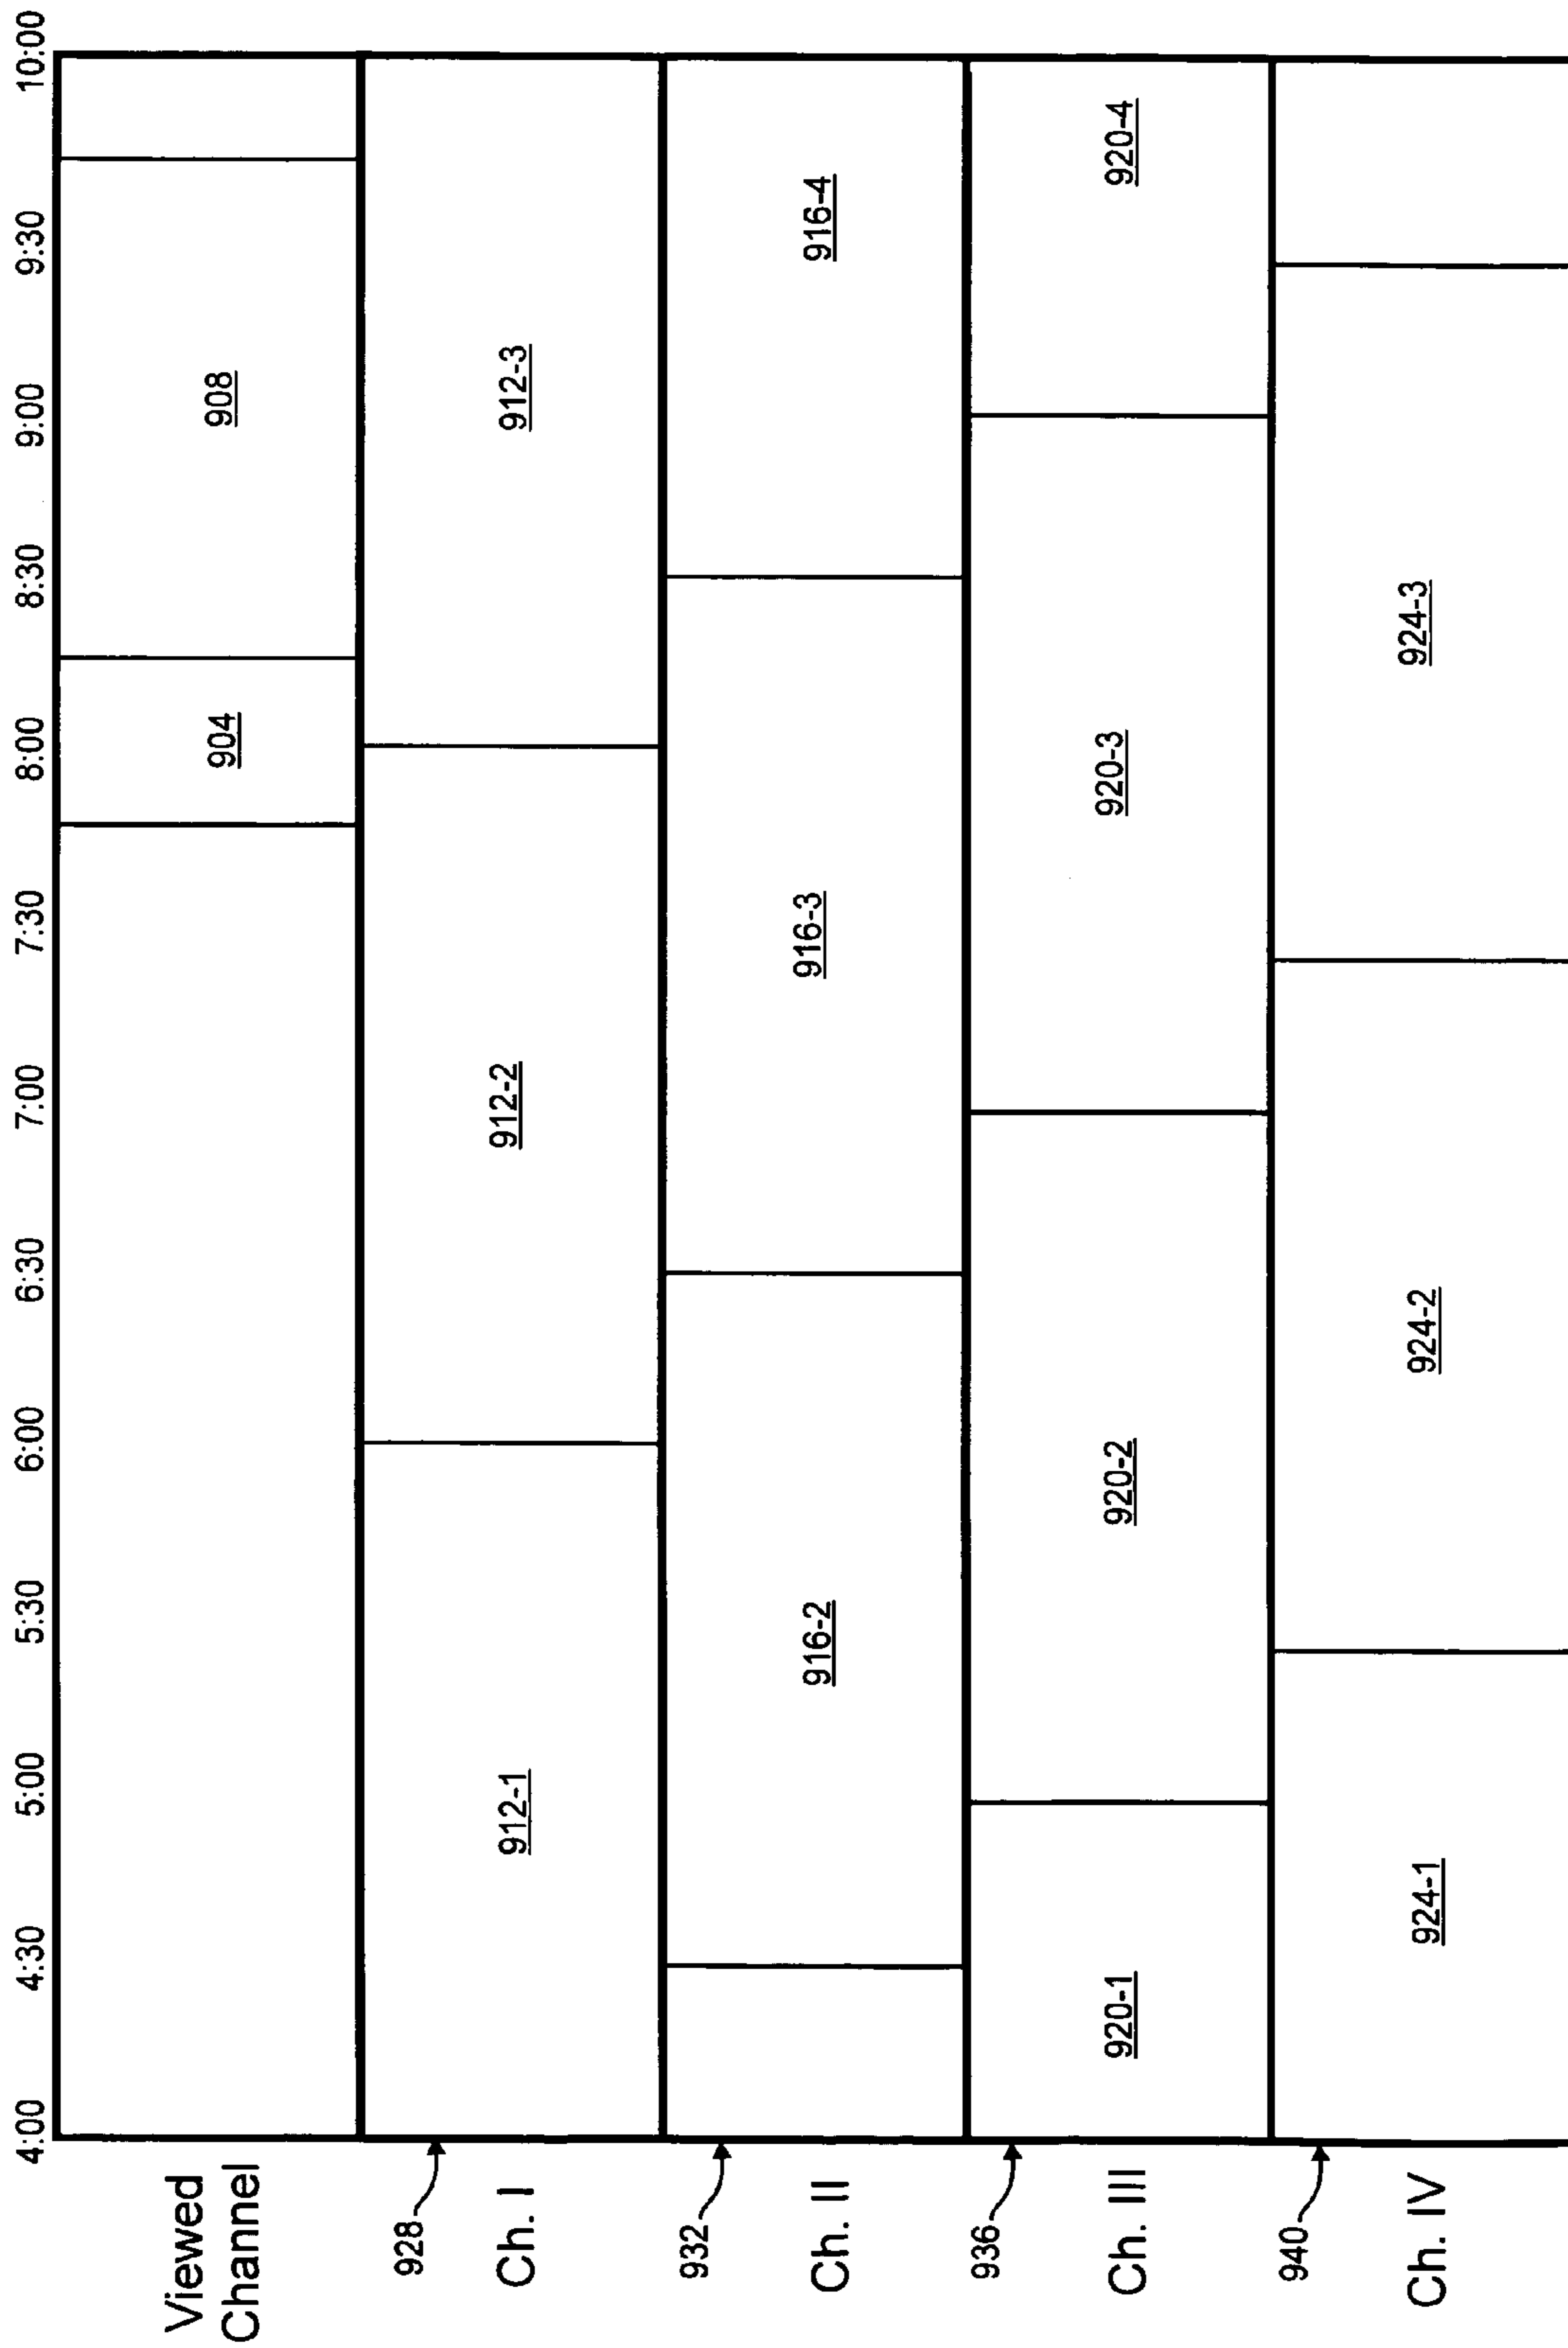 4:00 4:30 5:00 5:30 6:00 6:30 7:00 7:30 8:00 8:30 9:00 9:30 10:00
Viewed
Channel
904 908
928
Ch. I
912-1 912-2 912-3
932
Ch. II
916-2 916-3 916-4
936
Ch. III
920-1 920-2 920-3 920-4
940
Ch. IV
924-1 924-2 924-3